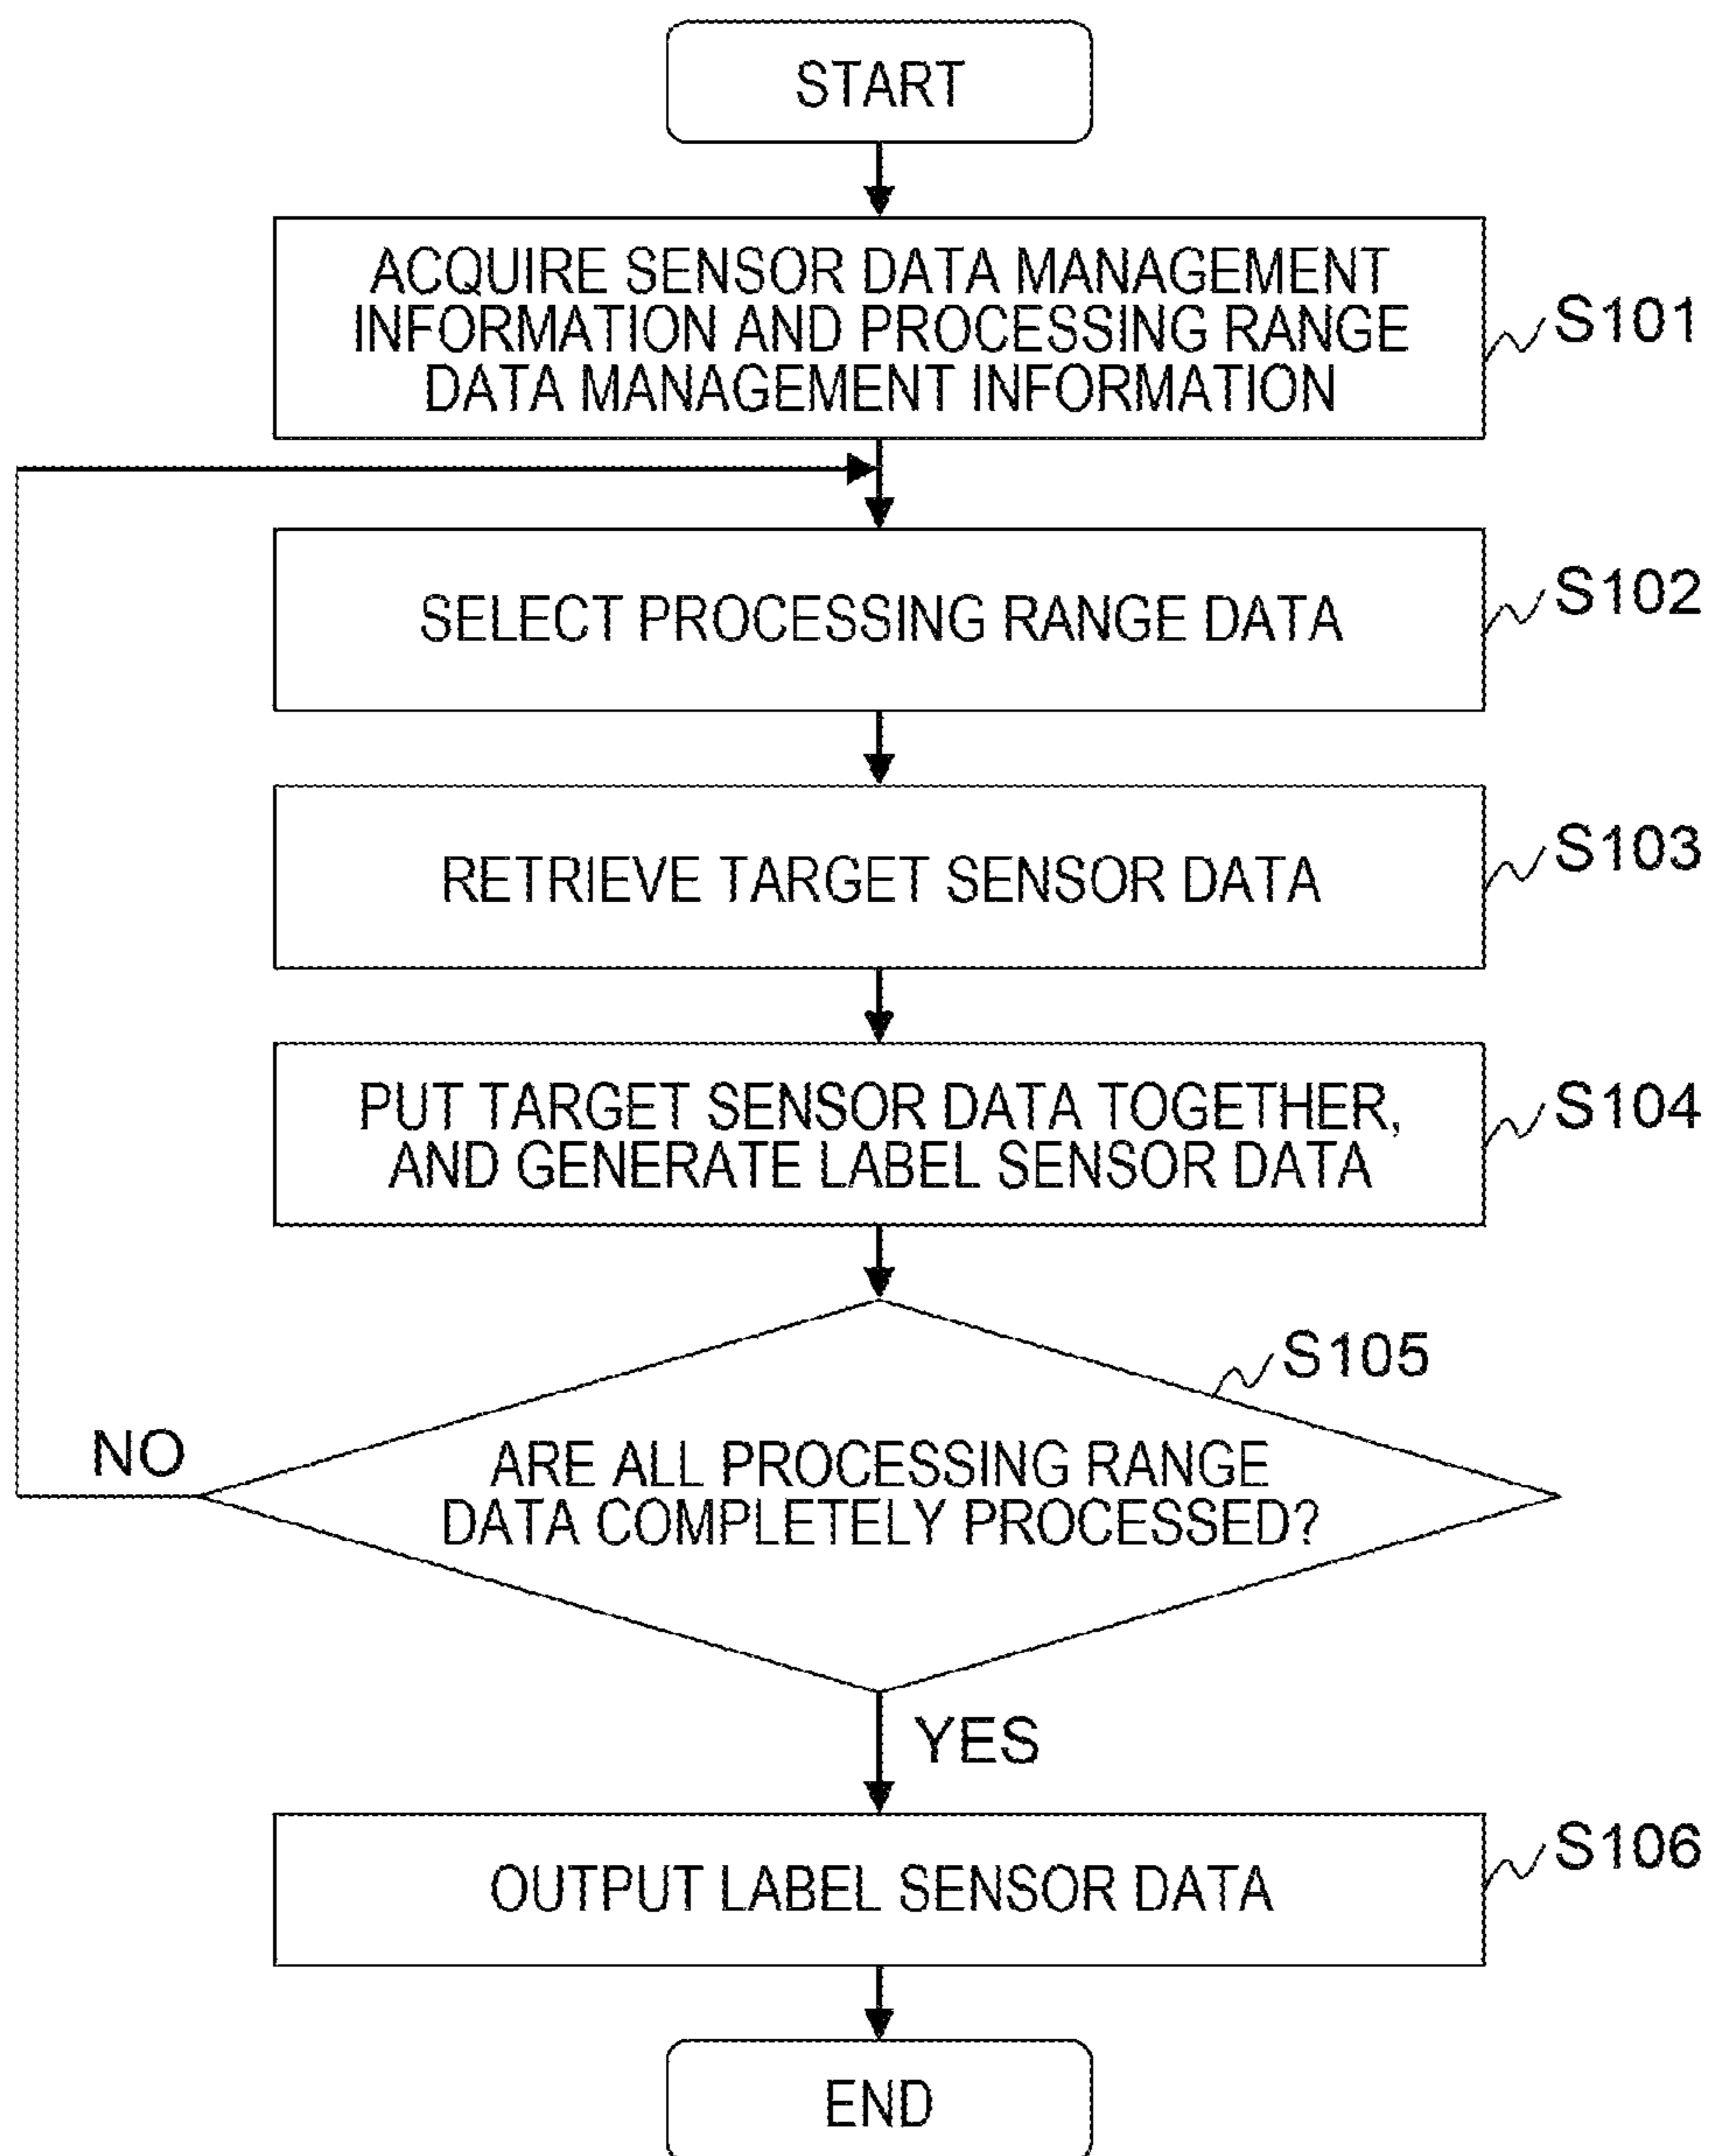 START
ACQUIRE SENSOR DATA MANAGEMENT
INFORMATION AND PROCESSING RANGE
DATA MANAGEMENT INFORMATION
S101
SELECT PROCESSING RANGE DATA
S102
RETRIEVE TARGET SENSOR DATA
S103
PUT TARGET SENSOR DATA TOGETHER,
AND GENERATE LABEL SENSOR DATA
S104
S105
NO
ARE ALL PROCESSING RANGE
DATA COMPLETELY PROCESSED?
YES
OUTPUT LABEL SENSOR DATA
S106
END